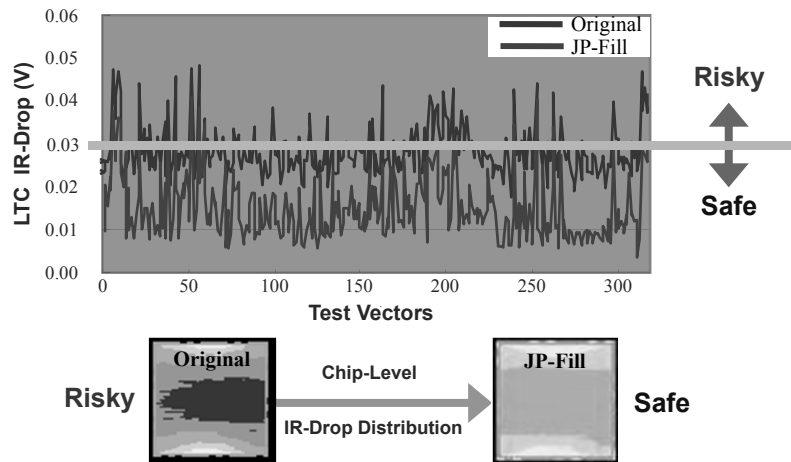 0.06
Original
JP-Fill
0.05
0.04
0.03
0.02
0.01
0.00
LTC IR-Drop (V)
Risky
Safe
0 50 100 150 200 250 300
Test Vectors
Original
JP-Fill
Risky
Chip-Level
IR-Drop Distribution
Safe